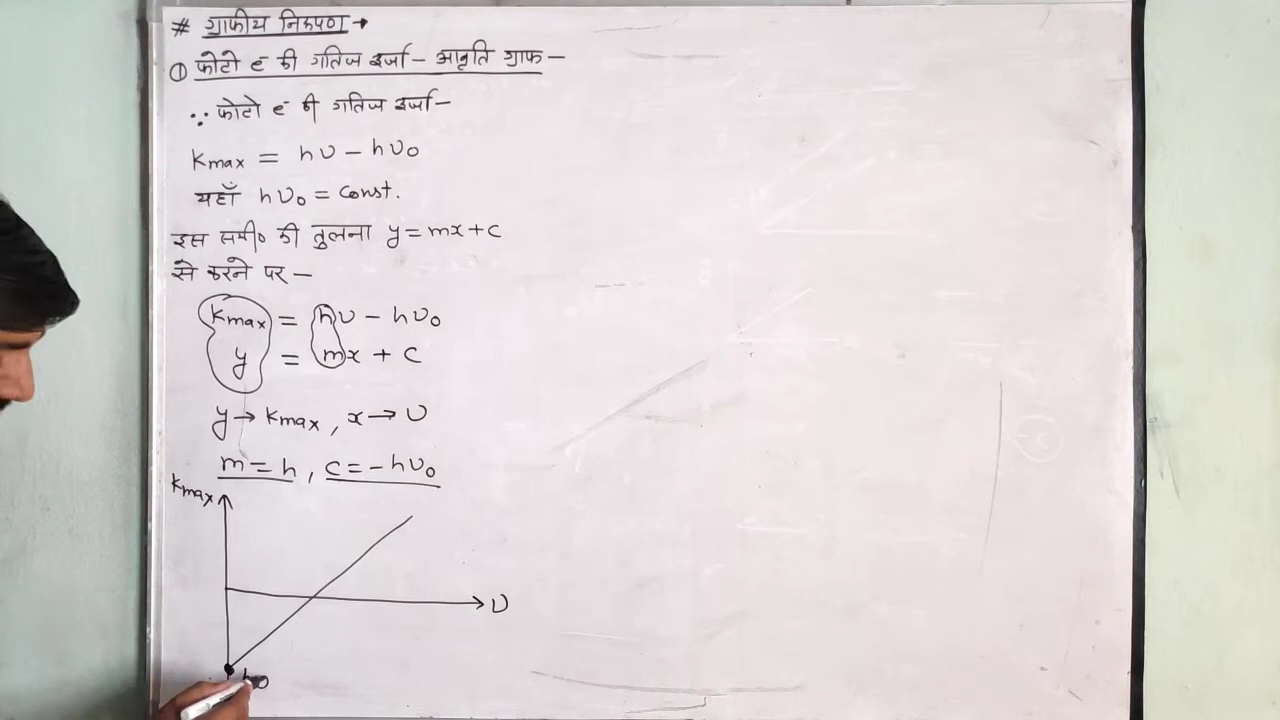 # ग्राफीय निरूपण →
① फोटो e⁻ की गतिज ऊर्जा - आवृति ग्राफ -
∵ फोटो e⁻ की गतिज ऊर्जा -
Kmax = hυ - hυ₀
यहाँ hυ₀ = Const.
इस समी॰ की तुलना y = mx + c
से करने पर -
Kmax = hυ - hυ₀
y = mx + C
y → Kmax, x → υ
m = h, C = - hυ₀
Kmax
υ